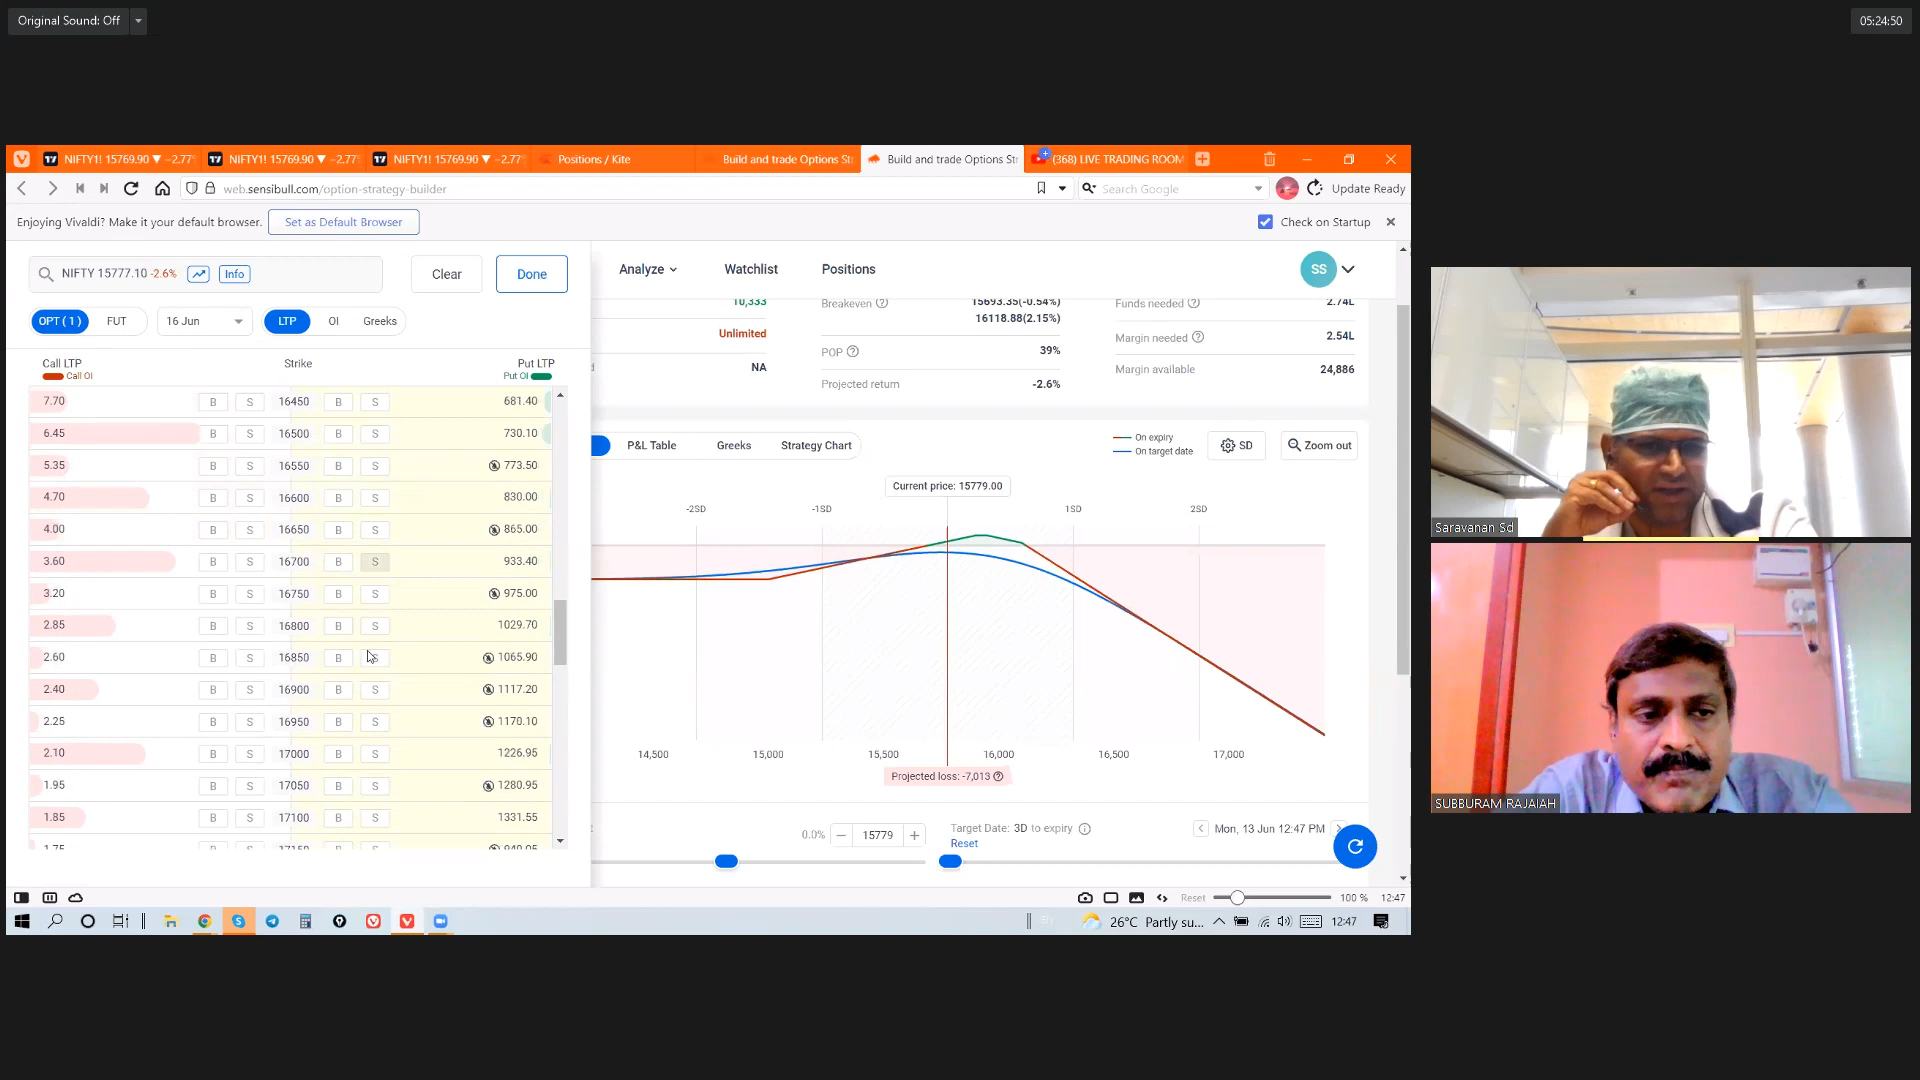 Original Sound: Off
05:24:50
NIFTY1! 15769.90 ▼ −2.77%
NIFTY1! 15769.90 ▼ −2.77%
NIFTY1! 15769.90 ▼ −2.77
Positions / Kite
Build and trade Options St
Build and trade Options Str
(368) LIVE TRADING ROOM
web.sensibull.com/option-strategy-builder
Search Google
Update Ready
Enjoying Vivaldi? Make it your default browser.
Set as Default Browser
Check on Startup
NIFTY 15777.10 -2.6%
Info
Clear
Done
Analyze
Watchlist
Positions
SS
OPT ( 1 )
FUT
16 Jun
LTP
OI
Greeks
10,333
Unlimited
NA
Breakeven
15693.35(-0.54%)
16118.88(2.15%)
POP
39%
Projected return
-2.6%
Funds needed
2.74L
Margin needed
2.54L
Margin available
24,886
Call LTP
Call OI
Strike
Put LTP
Put OI
7.70 B S 16450 B S 681.40
6.45 B S 16500 B S 730.10
5.35 B S 16550 B S 773.50
4.70 B S 16600 B S 830.00
4.00 B S 16650 B S 865.00
3.60 B S 16700 B S 933.40
3.20 B S 16750 B S 975.00
2.85 B S 16800 B S 1029.70
2.60 B S 16850 B S 1065.90
2.40 B S 16900 B S 1117.20
2.25 B S 16950 B S 1170.10
2.10 B S 17000 B S 1226.95
1.95 B S 17050 B S 1280.95
1.85 B S 17100 B S 1331.55
P&L Table
Greeks
Strategy Chart
On expiry
On target date
SD
Zoom out
Current price: 15779.00
-2SD
-1SD
1SD
2SD
14,500
15,000
15,500
16,000
16,500
17,000
Projected loss: -7,013
0.0%
15779
Target Date: 3D to expiry
Reset
Mon, 13 Jun 12:47 PM
Reset
100 %
12:47
26°C Partly su...
12:47
Saravanan Sd
SUBBURAM RAJAIAH